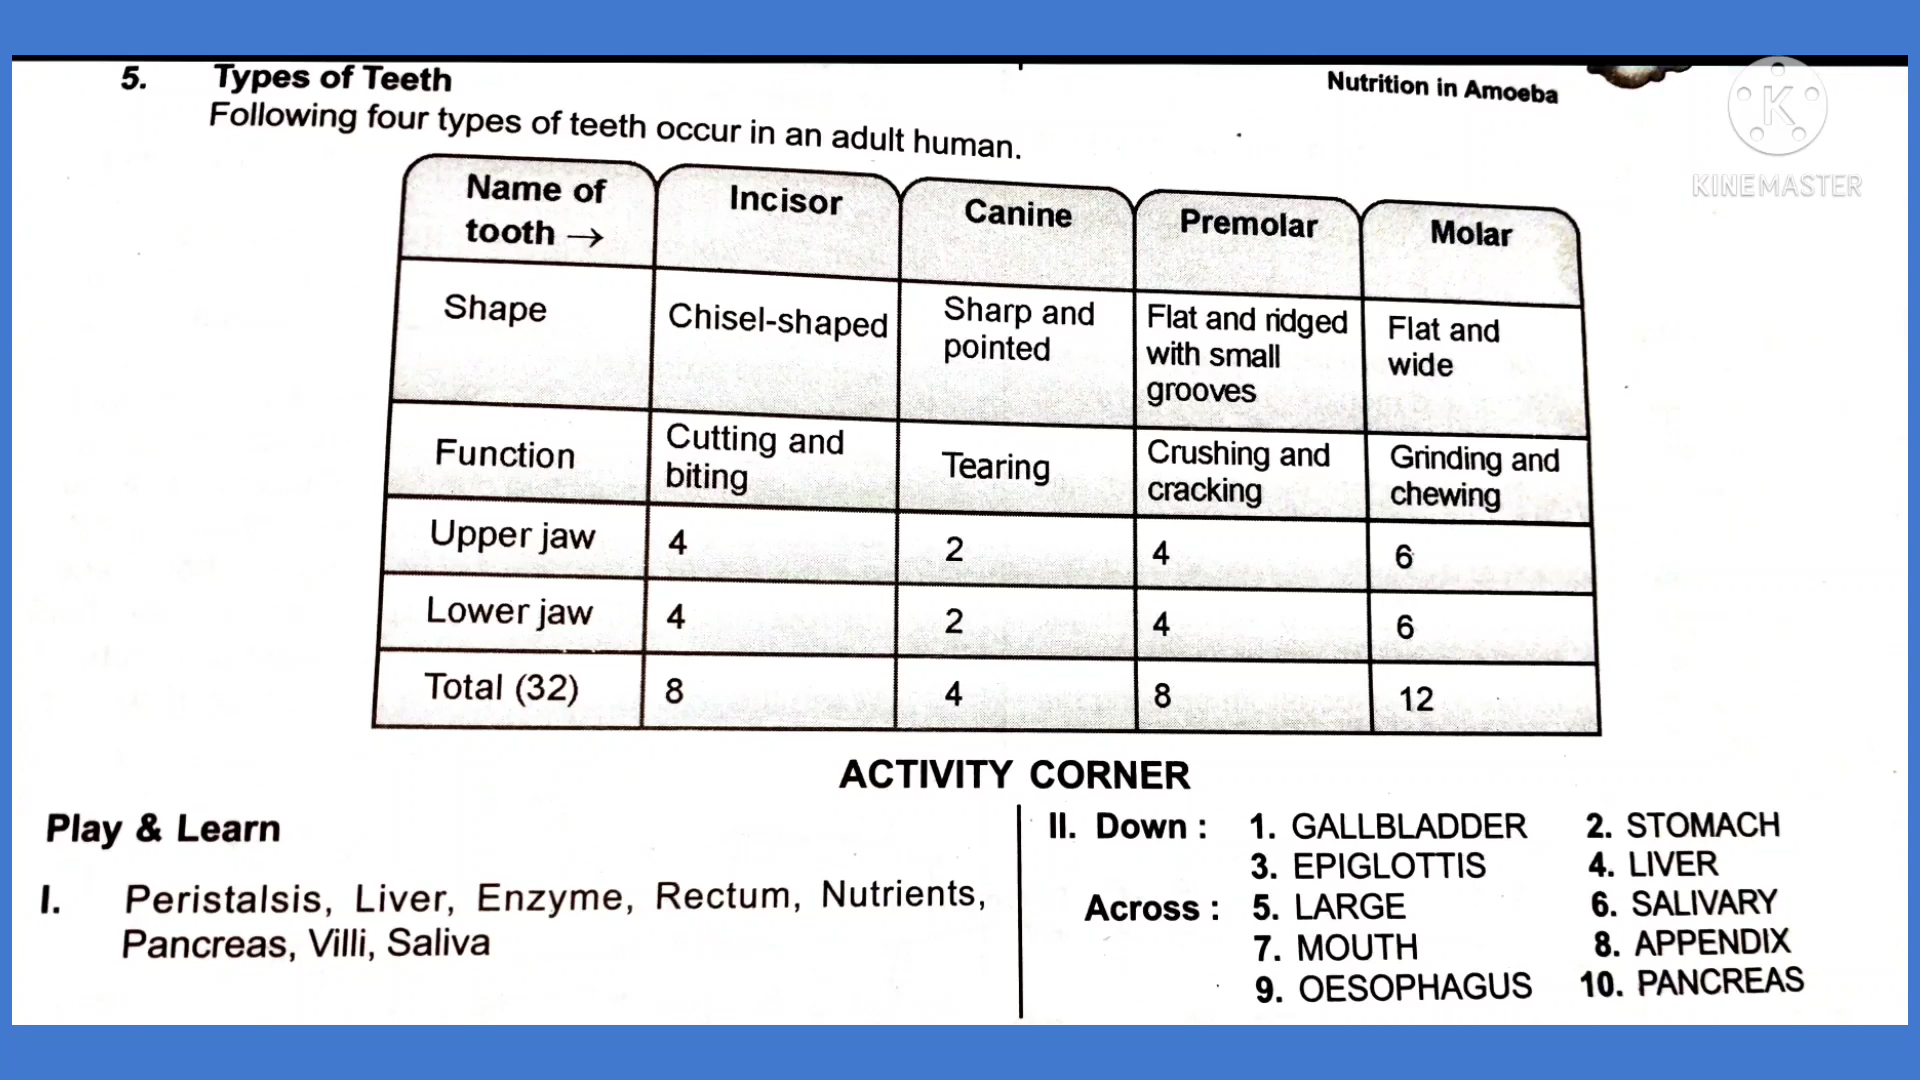 5. Types of Teeth
Nutrition in Amoeba
Following four types of teeth occur in an adult human.
KINEMASTER
Name of tooth → Incisor Canine Premolar Molar
Shape Chisel-shaped Sharp and pointed Flat and ridged with small grooves Flat and wide
Function Cutting and biting Tearing Crushing and cracking Grinding and chewing
Upper jaw 4 2 4 6
Lower jaw 4 2 4 6
Total (32) 8 4 8 12
ACTIVITY CORNER
Play & Learn
I. Peristalsis, Liver, Enzyme, Rectum, Nutrients,
Pancreas, Villi, Saliva
II. Down : 1. GALLBLADDER 2. STOMACH
3. EPIGLOTTIS 4. LIVER
Across : 5. LARGE 6. SALIVARY
7. MOUTH 8. APPENDIX
9. OESOPHAGUS 10. PANCREAS